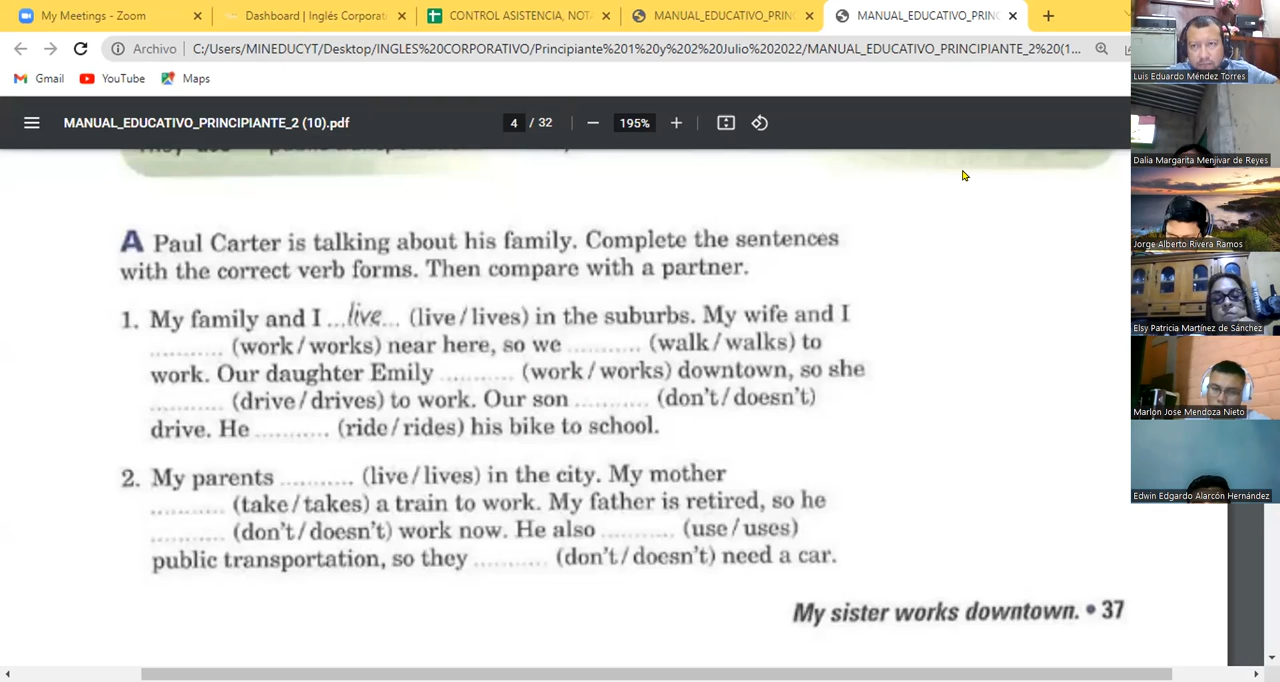 My Meetings - Zoom
Dashboard | Inglés Corporat
CONTROL ASISTENCIA, NOTA
MANUAL_EDUCATIVO_PRINC
MANUAL_EDUCATIVO_PRINC
Archivo C:/Users/MINEDUCYT/Desktop/INGLES%20CORPORATIVO/Principiante%201%20y%202%20Julio%202022/MANUAL_EDUCATIVO_PRINCIPIANTE_2%20(1...
Gmail YouTube Maps
MANUAL_EDUCATIVO_PRINCIPIANTE_2 (10).pdf 4 / 32 195%
A Paul Carter is talking about his family. Complete the sentences
with the correct verb forms. Then compare with a partner.
1. My family and I ...live... (live / lives) in the suburbs. My wife and I
.......... (work / works) near here, so we .......... (walk / walks) to
work. Our daughter Emily .......... (work / works) downtown, so she
.......... (drive / drives) to work. Our son .......... (don't / doesn't)
drive. He .......... (ride / rides) his bike to school.
2. My parents .......... (live / lives) in the city. My mother
.......... (take / takes) a train to work. My father is retired, so he
.......... (don't / doesn't) work now. He also .......... (use / uses)
public transportation, so they .......... (don't / doesn't) need a car.
My sister works downtown. • 37
Luis Eduardo Méndez Torres
Dalia Margarita Menjivar de Reyes
Jorge Alberto Rivera Ramos
Elsy Patricia Martínez de Sánchez
Marlon Jose Mendoza Nieto
Edwin Edgardo Alarcón Hernández